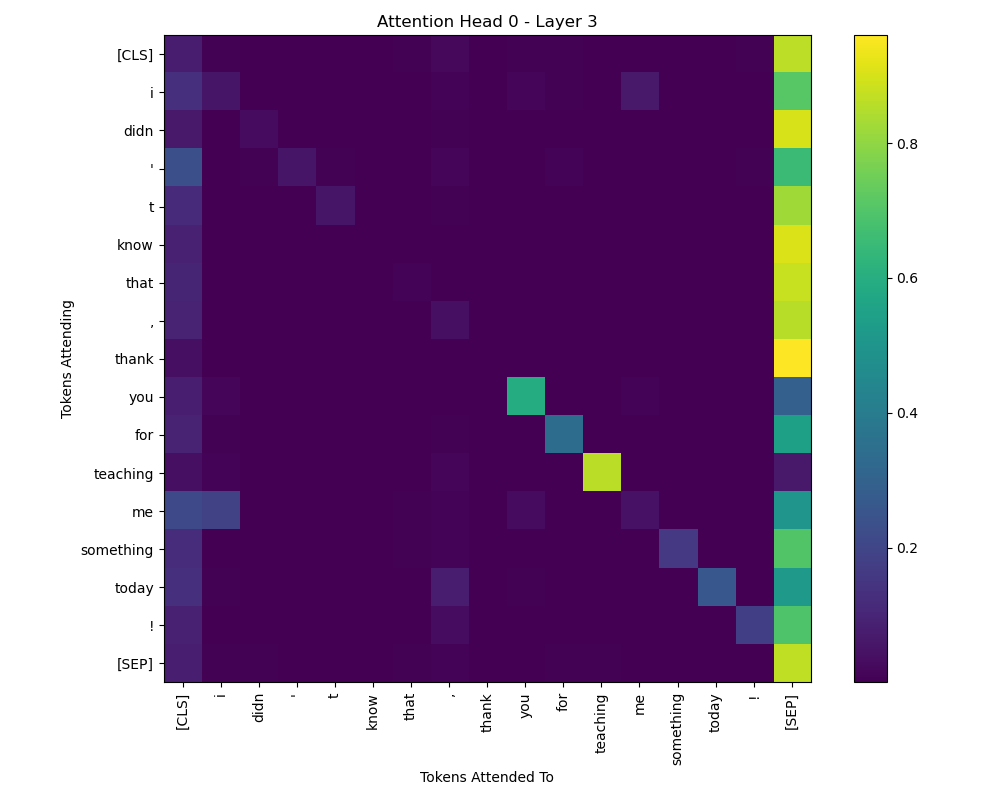 Attention Head 0 - Layer 3
Tokens Attending
[CLS]
i
didn
'
t
know
that
,
thank
you
for
teaching
me
something
today
!
[SEP]
[CLS]
i
didn
'
t
know
that
,
thank
you
for
teaching
me
something
today
!
[SEP]
Tokens Attended To
0.8
0.6
0.4
0.2